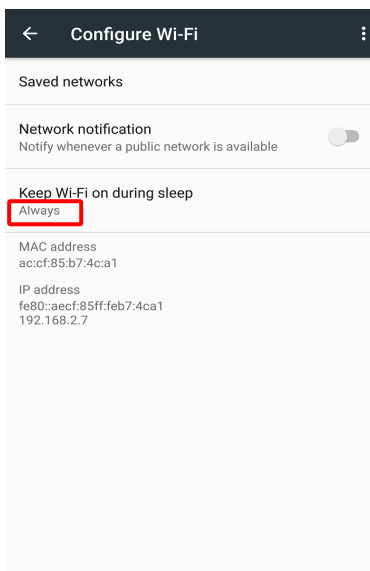 Configure Wi-Fi
Saved networks
Network notification
Notify whenever a public network is available
Keep Wi-Fi on during sleep
Always
MAC address
ac:cf:85:b7:4c:a1
IP address
fe80::aecf:85ff:feb7:4ca1
192.168.2.7